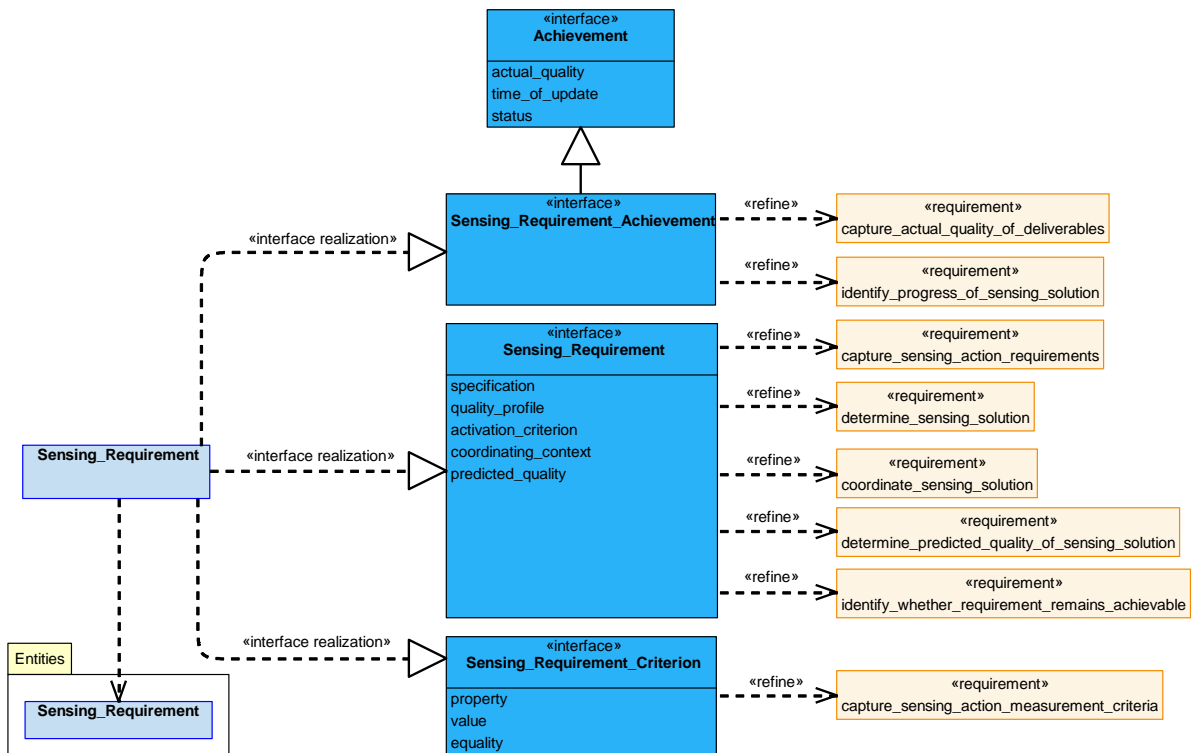 «interface»
Achievement
actual_quality
time_of_update
status
«interface»
Sensing_Requirement_Achievement
«interface realization»
«refine»
«requirement»
capture_actual_quality_of_deliverables
«refine»
«requirement»
identify_progress_of_sensing_solution
«interface»
Sensing_Requirement
specification
quality_profile
activation_criterion
coordinating_context
predicted_quality
«refine»
«requirement»
capture_sensing_action_requirements
«refine»
«requirement»
determine_sensing_solution
Sensing_Requirement
«interface realization»
«refine»
«requirement»
coordinate_sensing_solution
«refine»
«requirement»
determine_predicted_quality_of_sensing_solution
«refine»
«requirement»
identify_whether_requirement_remains_achievable
«interface realization»
«interface»
Sensing_Requirement_Criterion
property
value
equality
«refine»
«requirement»
capture_sensing_action_measurement_criteria
Entities
Sensing_Requirement